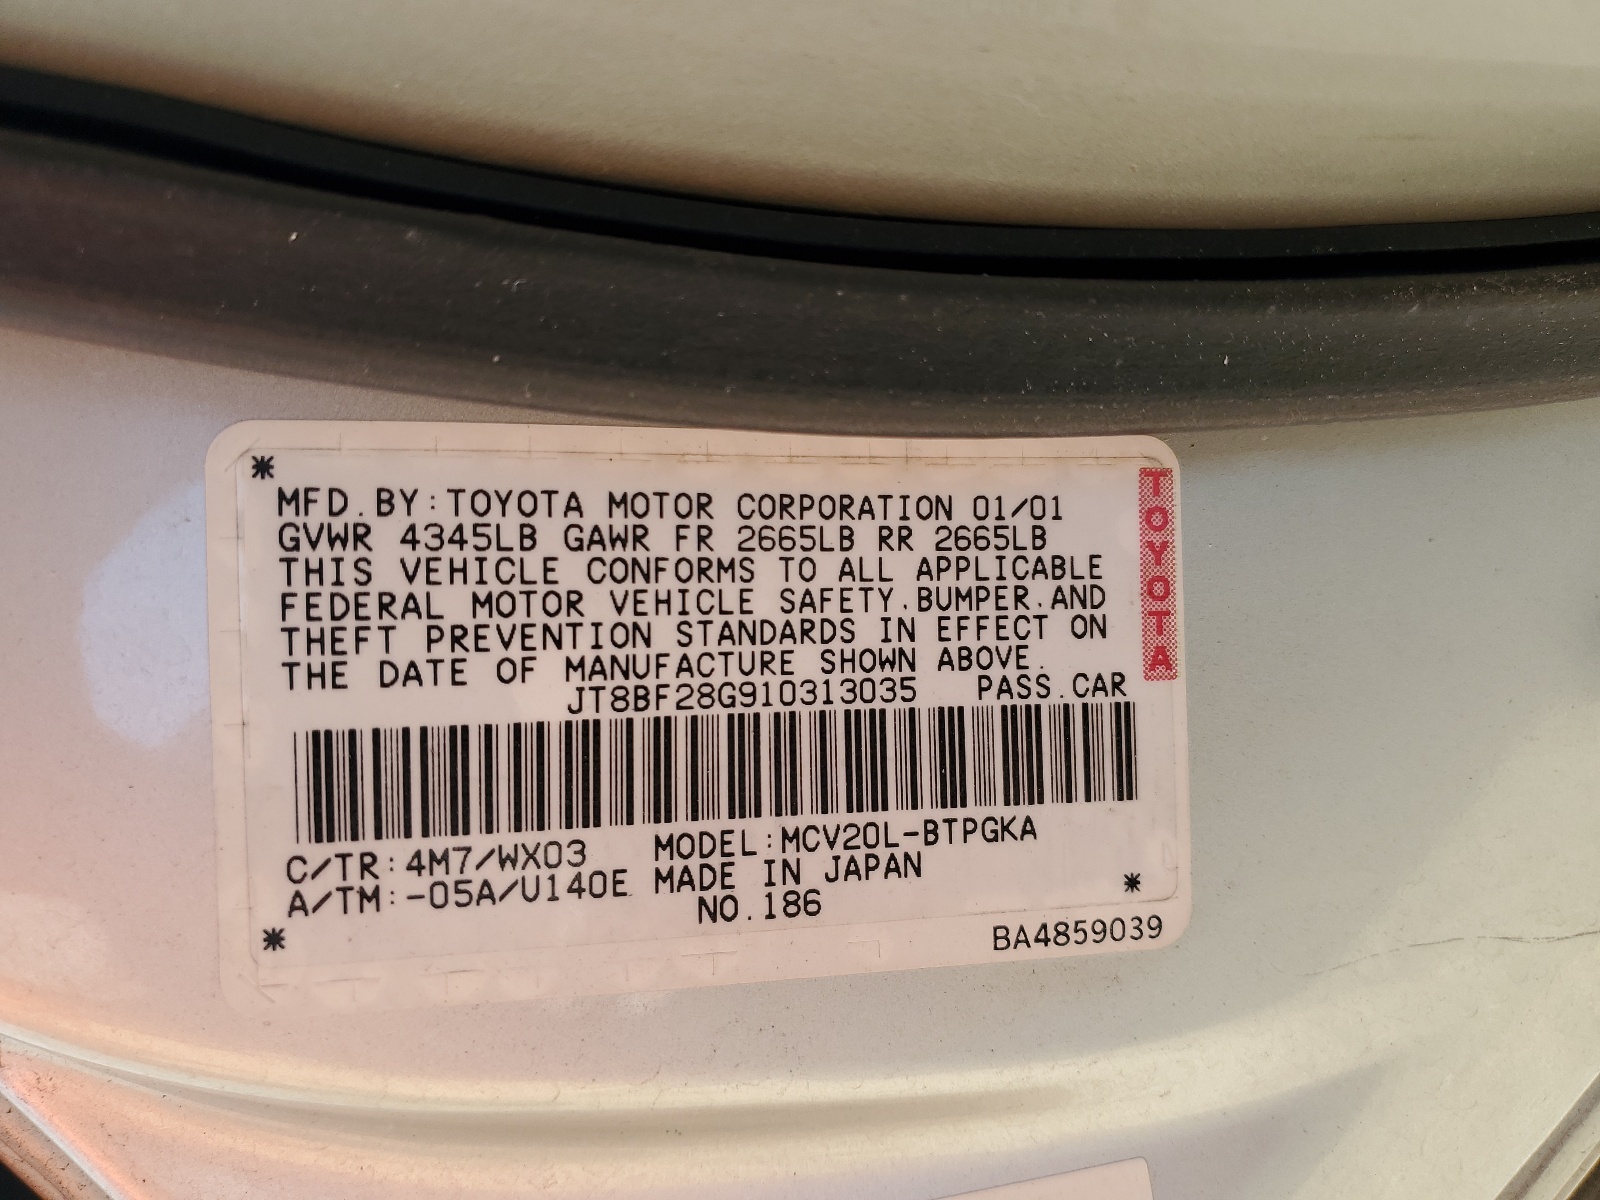 MFD.BY:TOYOTA MOTOR CORPORATION 01/01
GVWR 4345LB GAWR FR 2665LB RR 2665LB
THIS VEHICLE CONFORMS TO ALL APPLICABLE
FEDERAL MOTOR VEHICLE SAFETY,BUMPER,AND
THEFT PREVENTION STANDARDS IN EFFECT ON
THE DATE OF MANUFACTURE SHOWN ABOVE.
JT8BF28G910313035 PASS.CAR
C/TR:4M7/WX03 MODEL:MCV20L-BTPGKA
A/TM:-05A/U140E MADE IN JAPAN
NO.186
BA4859039
TOYOTA